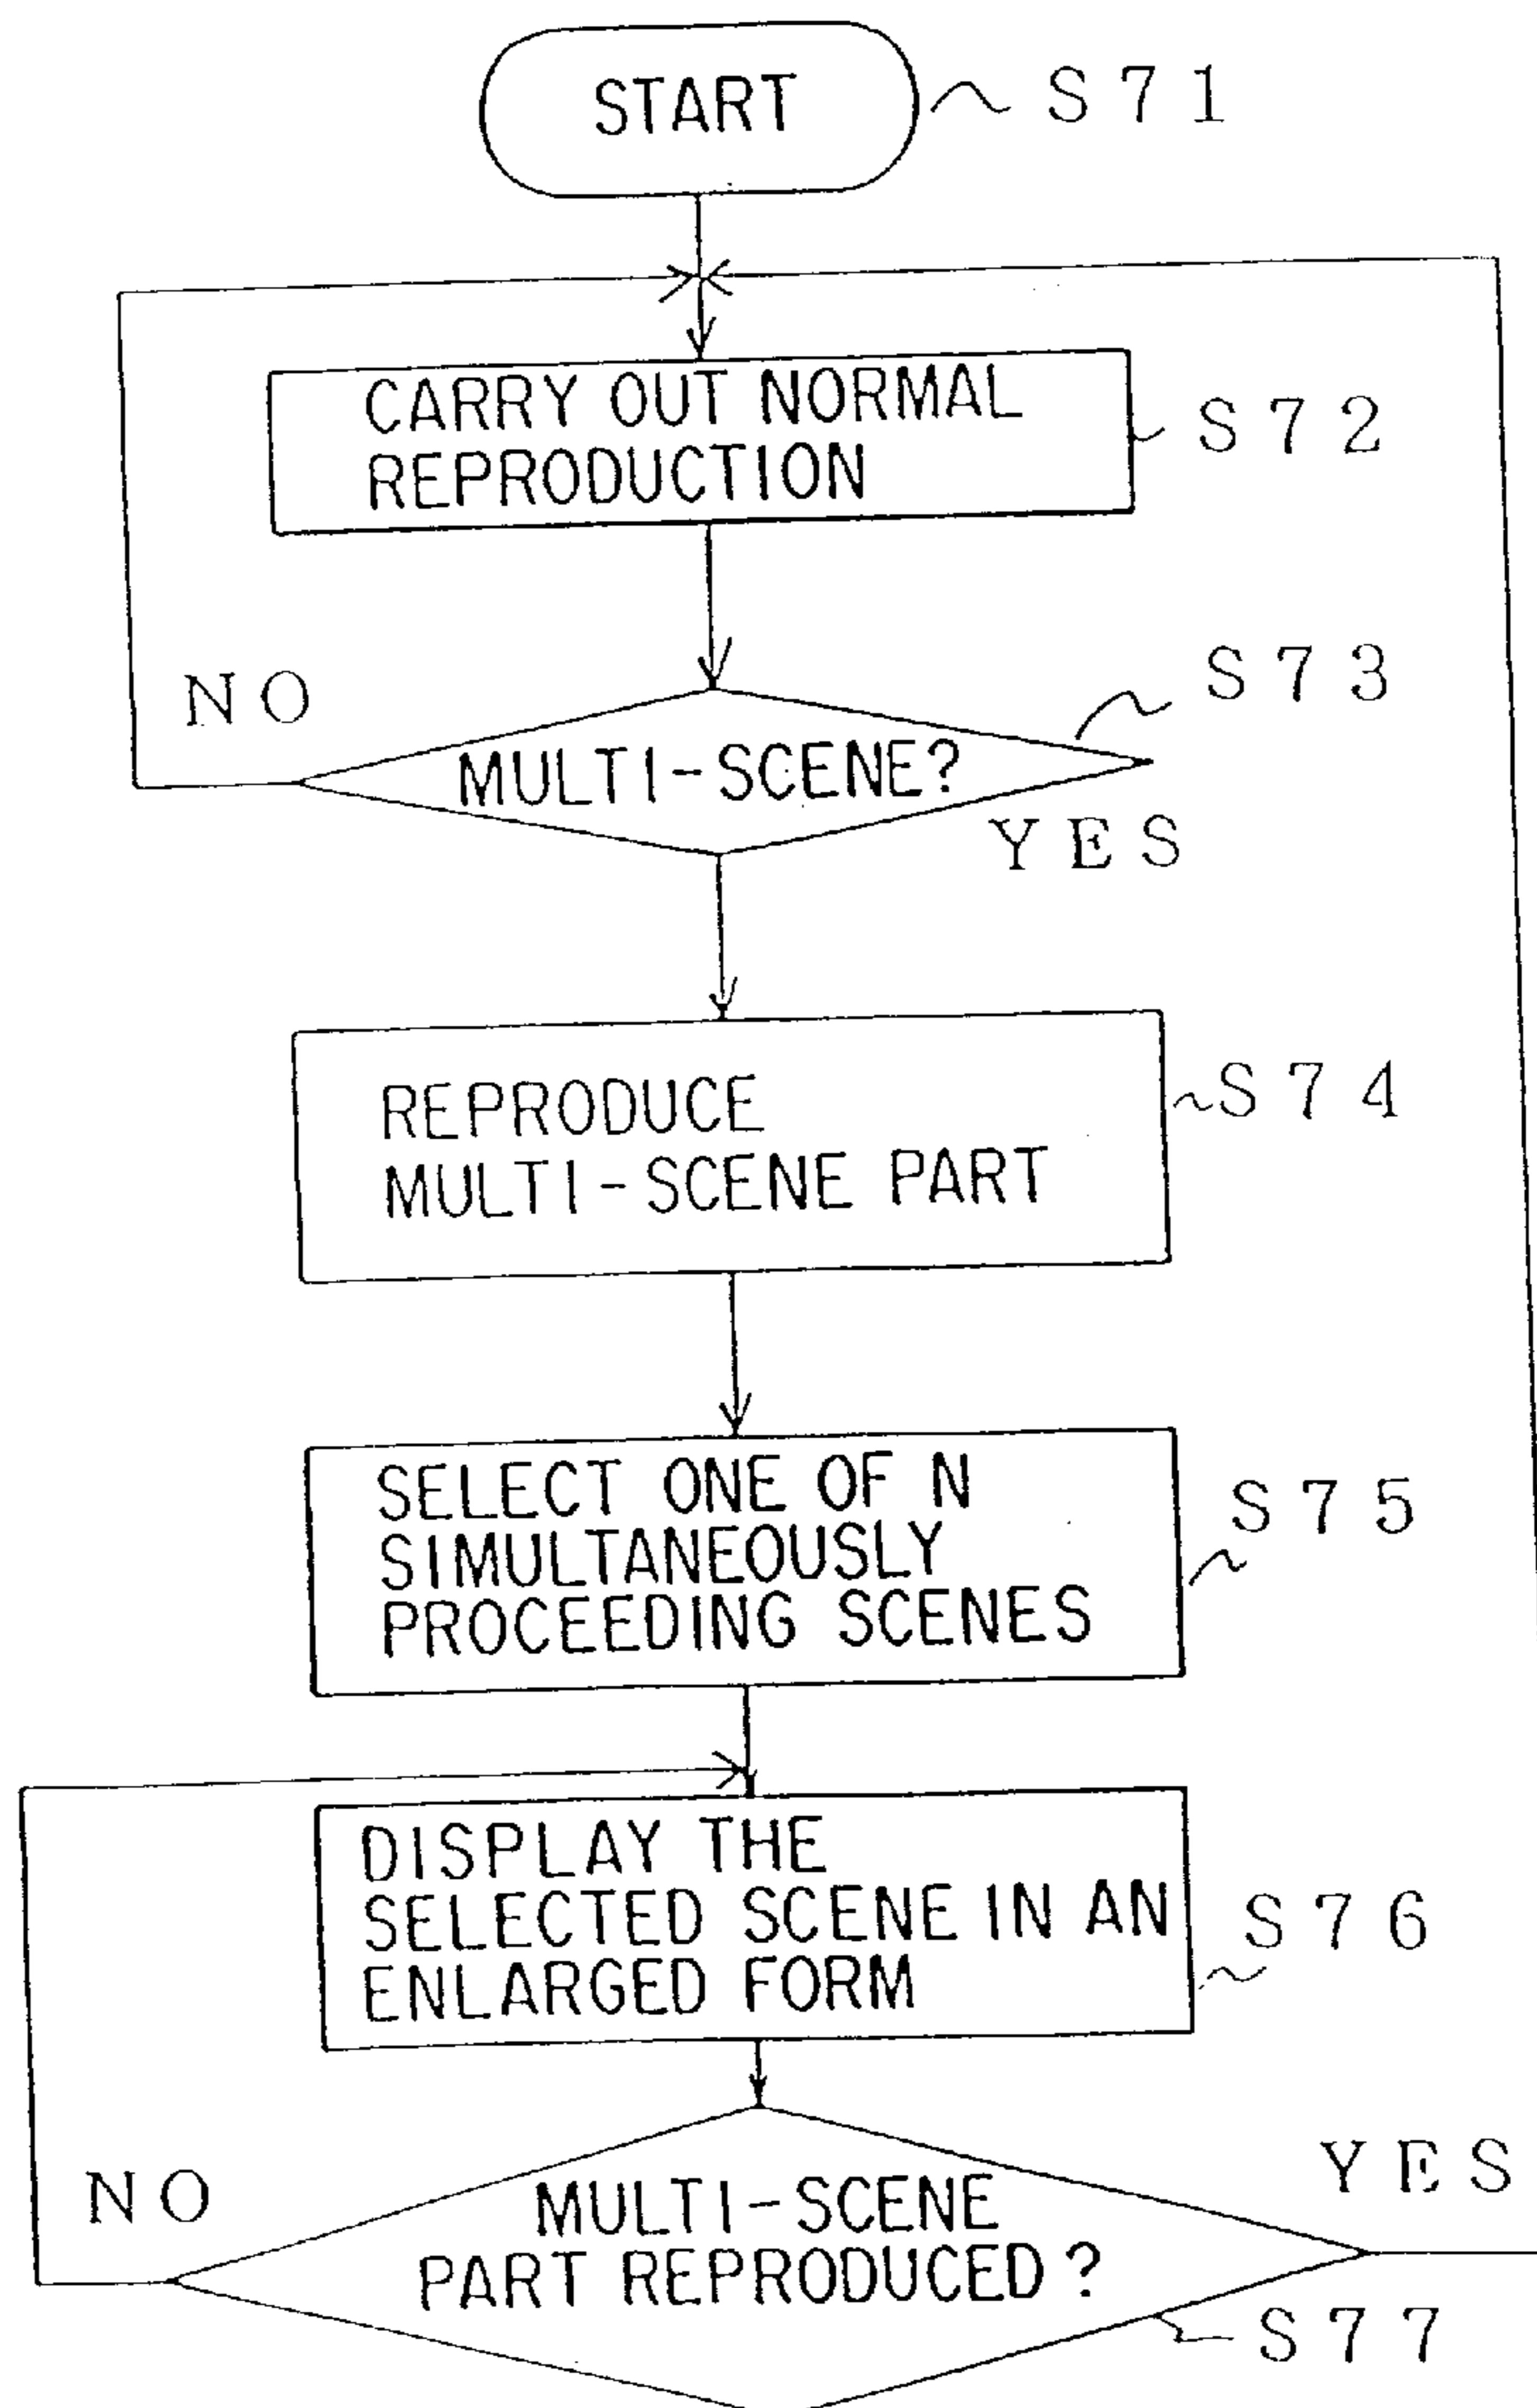 START
S71
CARRY OUT NORMAL
REPRODUCTION
S72
NO
S73
MULTI-SCENE?
YES
REPRODUCE
MULTI-SCENE PART
S74
SELECT ONE OF N
SIMULTANEOUSLY
PROCEEDING SCENES
S75
DISPLAY THE
SELECTED SCENE IN AN
ENLARGED FORM
S76
NO
YES
MULTI-SCENE
PART REPRODUCED?
S77